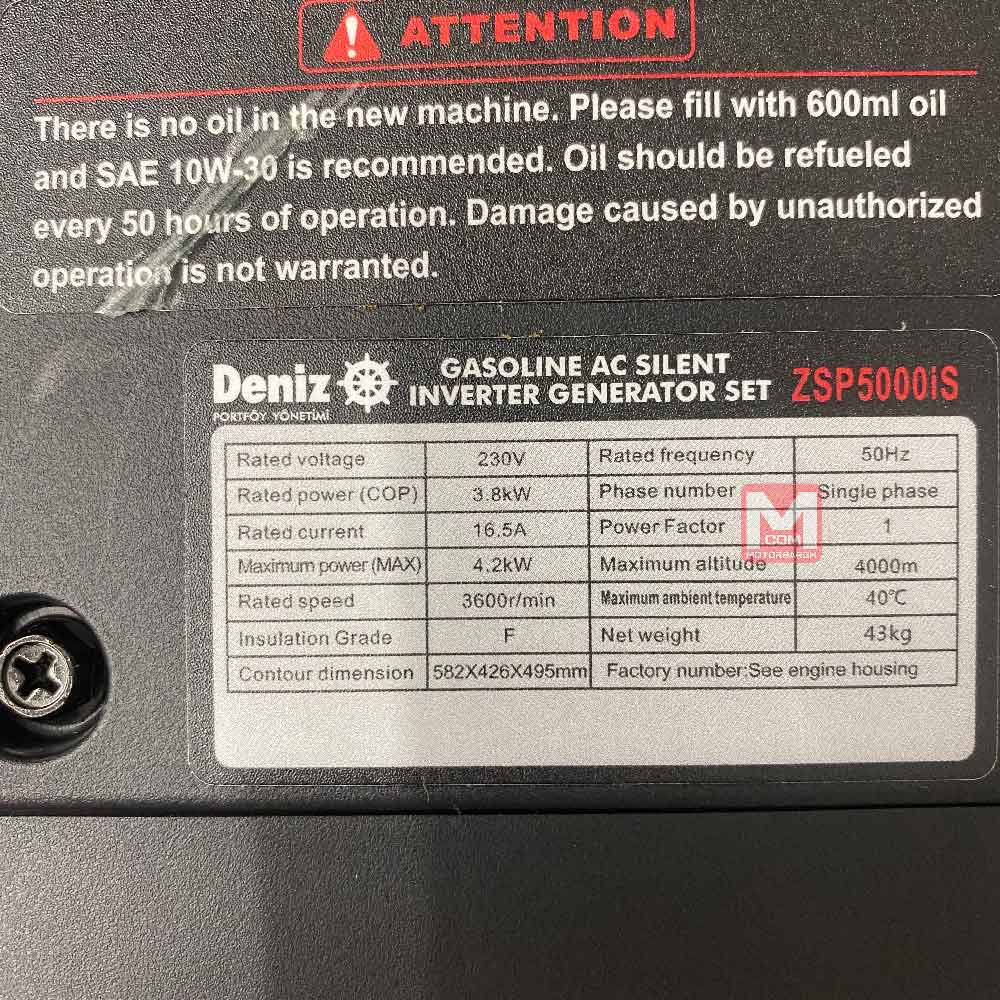 ATTENTION
There is no oil in the new machine. Please fill with 600ml oil
and SAE 10W-30 is recommended. Oil should be refueled
every 50 hours of operation. Damage caused by unauthorized
operation is not warranted.
Deniz
PORTFÖY YÖNETİMİ
GASOLINE AC SILENT
INVERTER GENERATOR SET
ZSP5000iS
Rated voltage 230V Rated frequency 50Hz
Rated power (COP) 3.8kW Phase number Single phase
Rated current 16.5A Power Factor 1
Maximum power (MAX) 4.2kW Maximum altitude 4000m
Rated speed 3600r/min Maximum ambient temperature 40℃
Insulation Grade F Net weight 43kg
Contour dimension 582X426X495mm Factory number:See engine housing
M
.COM
MOTORBARGH